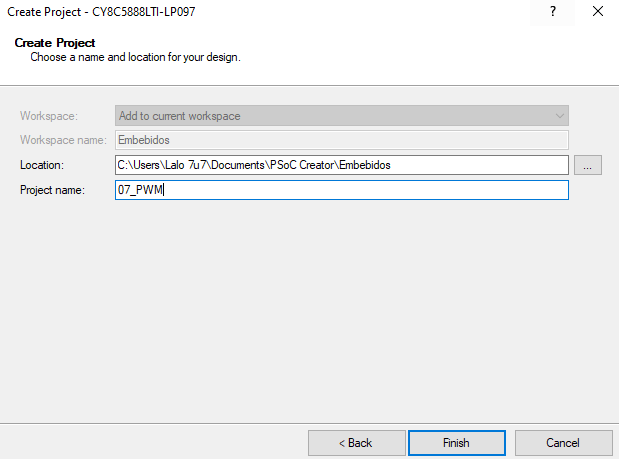 Create Project - CY8C5888LTI-LP097
?
Create Project
Choose a name and location for your design.
Workspace: Add to current workspace
Workspace name: Embebidos
Location: C:\Users\Lalo 7u7\Documents\PSoC Creator\Embebidos ...
Project name: 07_PWM
< Back Finish Cancel